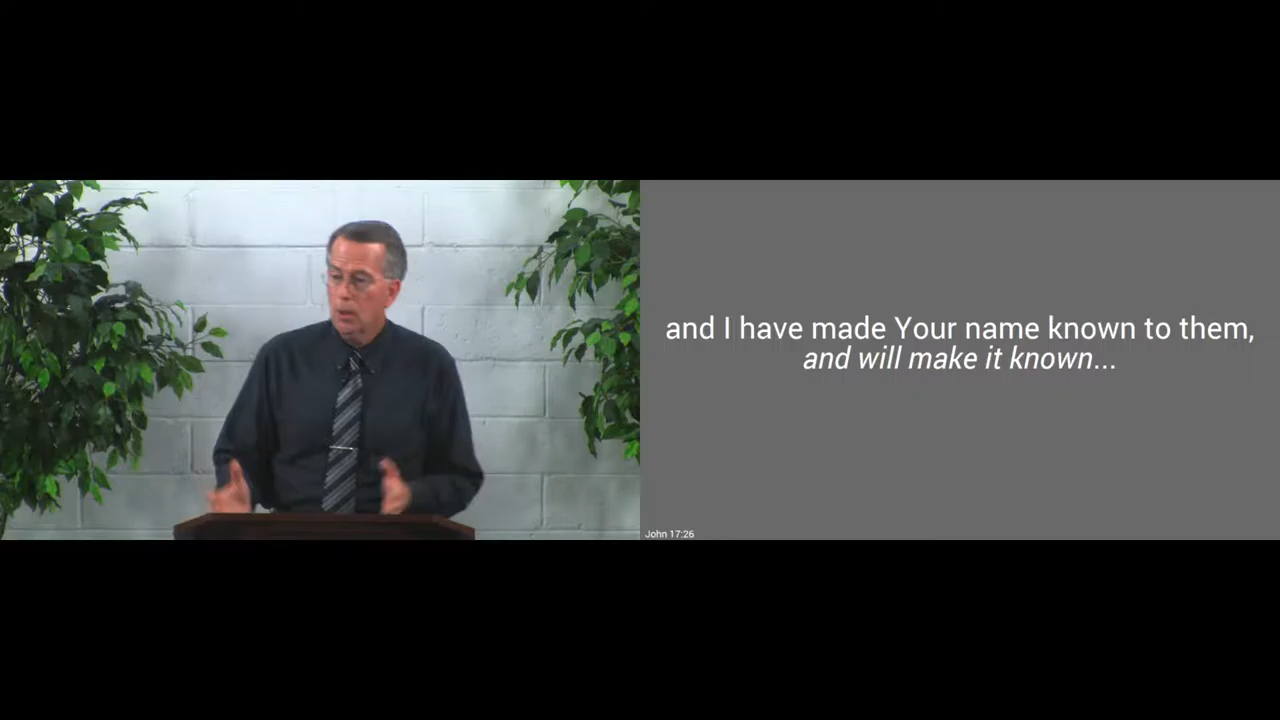 and I have made Your name known to them,
and will make it known...
John 17:26